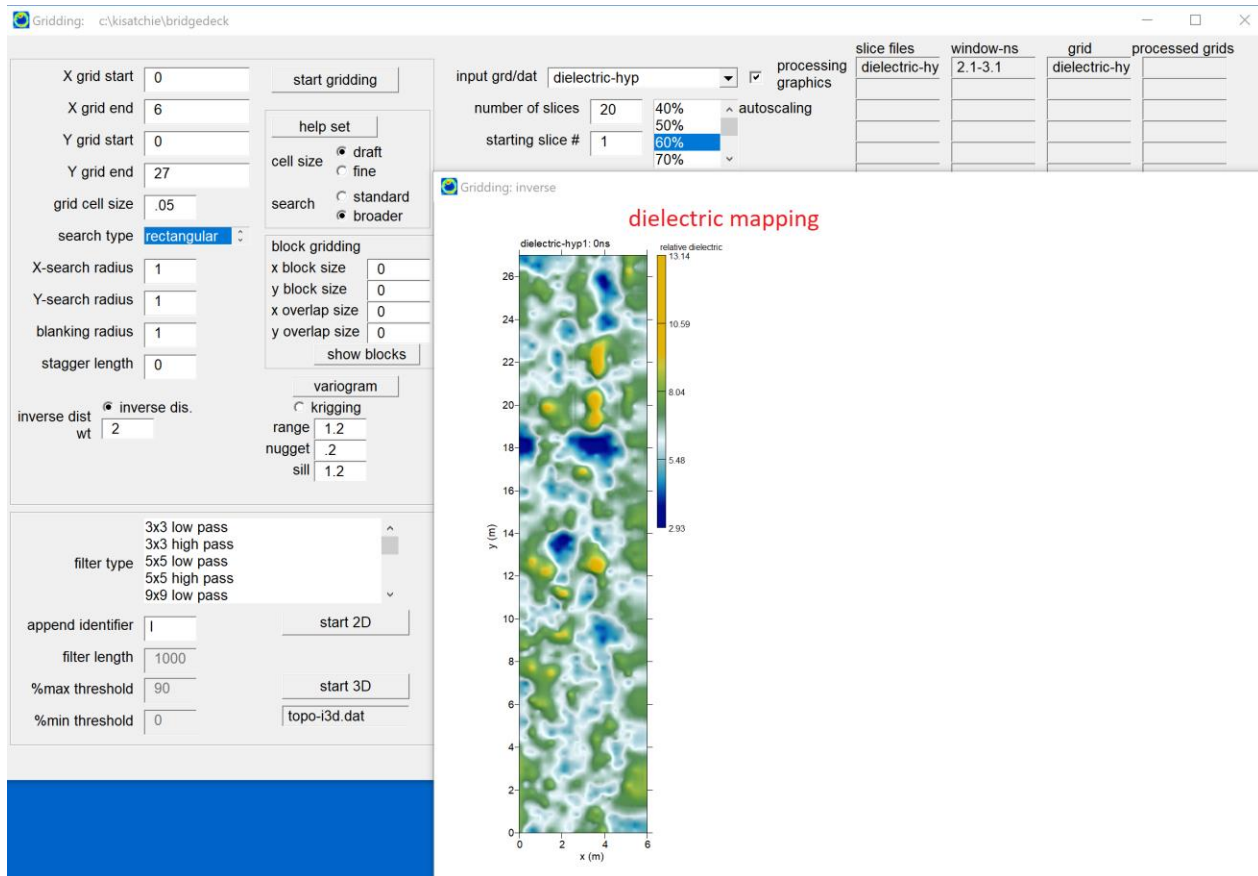 Gridding: c:\kisatchie\bridgedeck
slice files window-ns grid processed grids
dielectric-hy 2.1-3.1 dielectric-hy
X grid start 0
X grid end 6
Y grid start 0
Y grid end 27
grid cell size .05
search type rectangular
X-search radius 1
Y-search radius 1
blanking radius 1
stagger length 0
inverse dis.
inverse dist wt 2
start gridding
help set
cell size draft
fine
search standard
broader
block gridding
x block size 0
y block size 0
x overlap size 0
y overlap size 0
show blocks
variogram
krigging
range 1.2
nugget .2
sill 1.2
input grd/dat dielectric-hyp
processing graphics
number of slices 20
starting slice # 1
40%
50%
60%
70%
autoscaling
filter type
3x3 low pass
3x3 high pass
5x5 low pass
5x5 high pass
9x9 low pass
append identifier l
filter length 1000
%max threshold 90
%min threshold 0
start 2D
start 3D
topo-i3d.dat
Gridding: inverse
dielectric mapping
dielectric-hyp1: 0ns
relative dielectric
13.14
10.59
8.04
5.48
2.93
26
24
22
20
18
16
14
12
10
8
6
4
2
0
y (m)
0 2 4 6
x (m)